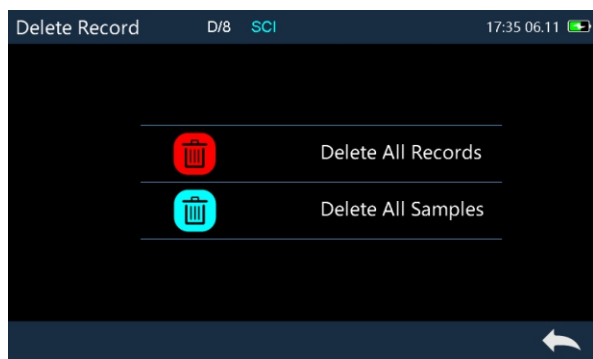 Delete Record D/8 SCI 17:35 06.11
Delete All Records
Delete All Samples